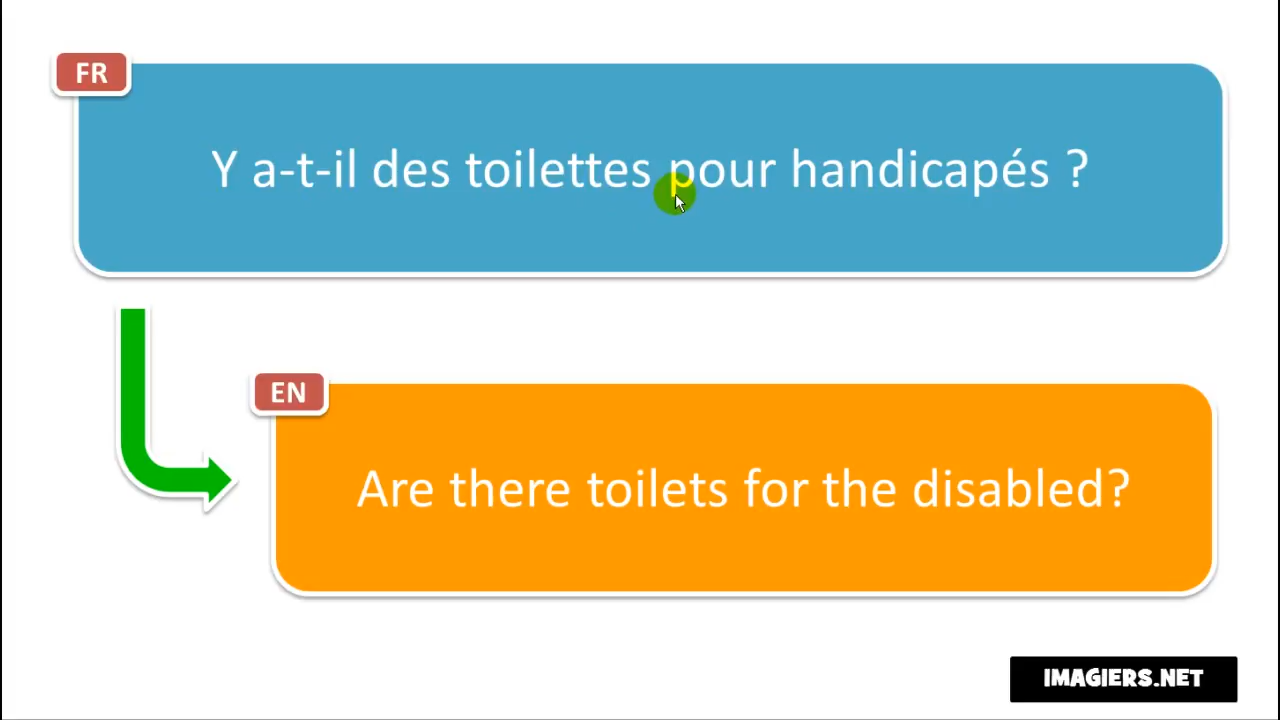 FR
Y a-t-il des toilettes pour handicapés ?
EN
Are there toilets for the disabled?
IMAGIERS.NET